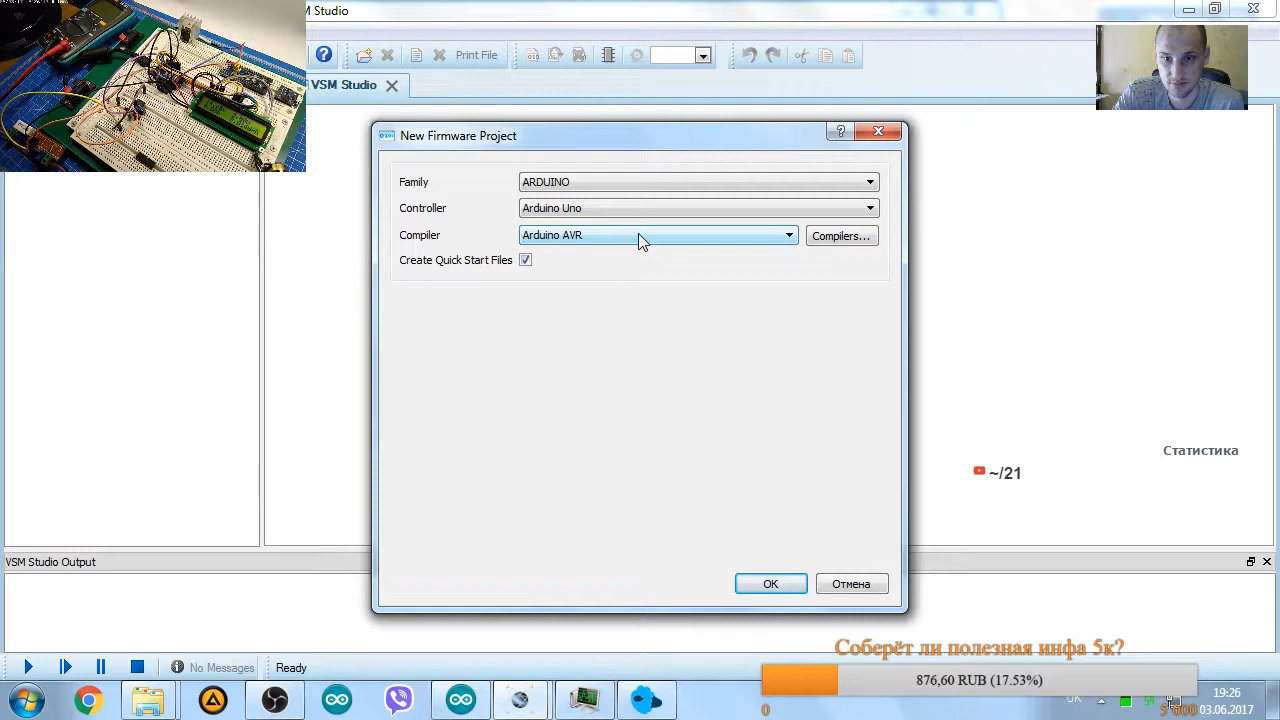 M Studio
Print File
VSM Studio
New Firmware Project
Family
ARDUINO
Controller
Arduino Uno
Compiler
Arduino AVR
Compilers...
Create Quick Start Files
Статистика
~/21
VSM Studio Output
OK
Отмена
Соберёт ли полезная инфа 5к?
No Messages
Ready
876,60 RUB (17.53%)
0
5 000
19:26
03.06.2017